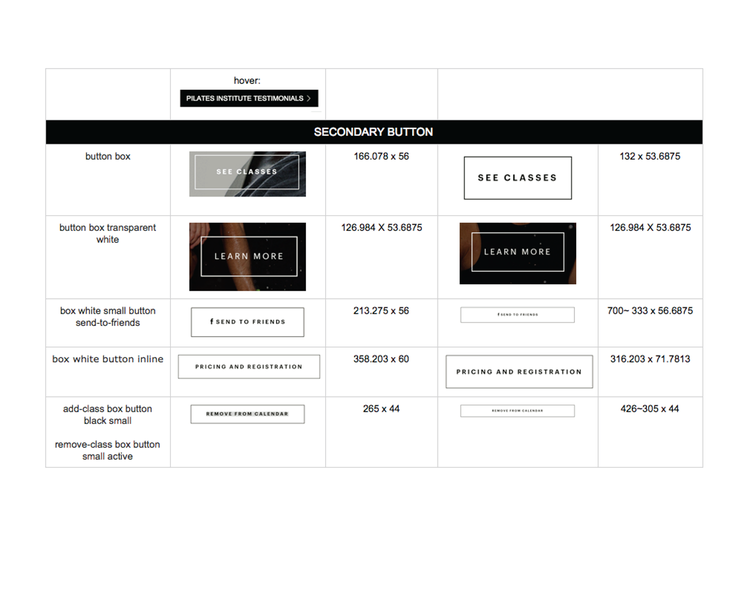 hover:
PILATES INSTITUTE TESTIMONIALS >
SECONDARY BUTTON
button box
SEE CLASSES
166.078 x 56
SEE CLASSES
132 x 53.6875
button box transparent
white
LEARN MORE
126.984 X 53.6875
LEARN MORE
126.984 X 53.6875
box white small button
send-to-friends
f SEND TO FRIENDS
213.275 x 56
f SEND TO FRIENDS
700~ 333 x 56.6875
box white button inline
PRICING AND REGISTRATION
358.203 x 60
PRICING AND REGISTRATION
316.203 x 71.7813
add-class box button
black small
remove-class box button
small active
REMOVE FROM CALENDAR
265 x 44
REMOVE FROM CALENDAR
426~305 x 44